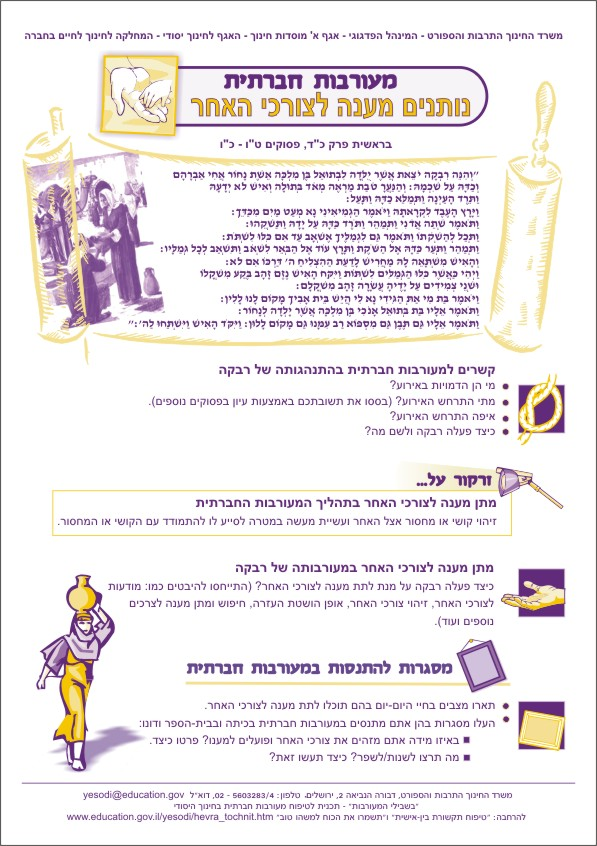 משרד החינוך התרבות והספורט - המינהל הפדגוגי - אגף א' מוסדות חינוך - האגף לחינוך יסודי - המחלקה לחינוך לחיים בחברה
מעורבות חברתית
נותנים מענה לצורכי האחר
בראשית פרק כ"ד, פסוקים ט"ו - כ"ו
"וְהִנֵּה רִבְקָה יֹצֵאת אֲשֶׁר יֻלְּדָה לִבְתוּאֵל בֶּן מִלְכָּה אֵשֶׁת נָחוֹר אֲחִי אַבְרָהָם
וְכַדָּהּ עַל שִׁכְמָהּ: וְהַנַּעֲרָ טֹבַת מַרְאֶה מְאֹד בְּתוּלָה וְאִישׁ לֹא יְדָעָהּ
וַתֵּרֶד הָעַיְנָה וַתְּמַלֵּא כַדָּהּ וַתָּעַל:
וַיָּרָץ הָעֶבֶד לִקְרָאתָהּ וַיֹּאמֶר הַגְמִיאִינִי נָא מְעַט מַיִם מִכַּדֵּךְ:
וַתֹּאמֶר שְׁתֵה אֲדֹנִי וַתְּמַהֵר וַתֹּרֶד כַּדָּהּ עַל יָדָהּ וַתַּשְׁקֵהוּ:
וַתְּכַל לְהַשְׁקֹתוֹ וַתֹּאמֶר גַּם לִגְמַלֶּיךָ אֶשְׁאָב עַד אִם כִּלּוּ לִשְׁתֹּת:
וַתְּמַהֵר וַתְּעַר כַּדָּהּ אֶל הַשֹּׁקֶת וַתָּרָץ עוֹד אֶל הַבְּאֵר לִשְׁאֹב וַתִּשְׁאַב לְכָל גְּמַלָּיו:
וְהָאִישׁ מִשְׁתָּאֵה לָהּ מַחֲרִישׁ לָדַעַת הַהִצְלִיחַ ה' דַּרְכּוֹ אִם לֹא:
וַיְהִי כַּאֲשֶׁר כִּלּוּ הַגְּמַלִּים לִשְׁתּוֹת וַיִּקַּח הָאִישׁ נֶזֶם זָהָב בֶּקַע מִשְׁקָלוֹ
וּשְׁנֵי צְמִידִים עַל יָדֶיהָ עֲשָׂרָה זָהָב מִשְׁקָלָם:
וַיֹּאמֶר בַּת מִי אַתְּ הַגִּידִי נָא לִי הֲיֵשׁ בֵּית אָבִיךְ מָקוֹם לָנוּ לָלִין:
וַתֹּאמֶר אֵלָיו בַּת בְּתוּאֵל אָנֹכִי בֶּן מִלְכָּה אֲשֶׁר יָלְדָה לְנָחוֹר:
וַתֹּאמֶר אֵלָיו גַּם תֶּבֶן גַּם מִסְפּוֹא רַב עִמָּנוּ גַּם מָקוֹם לָלוּן: וַיִּקֹּד הָאִישׁ וַיִּשְׁתַּחוּ לַה':"
קשרים למעורבות חברתית בהתנהגותה של רבקה
• מי הן הדמויות באירוע?
• מתי התרחש האירוע? (בססו את תשובתכם באמצעות עיון בפסוקים נוספים).
• איפה התרחש האירוע?
• כיצד פעלה רבקה ולשם מה?
זרקור על...
מתן מענה לצורכי האחר בתהליך המעורבות החברתית
זיהוי קושי או מחסור אצל האחר ועשיית מעשה במטרה לסייע לו להתמודד עם הקושי או המחסור.
מתן מענה לצורכי האחר במעורבותה של רבקה
כיצד פעלה רבקה על מנת לתת מענה לצורכי האחר? (התייחסו להיבטים כמו: מודעות
לצורכי האחר, זיהוי צורכי אחר, אופן הושטת העזרה, חיפוש ומתן מענה לצרכים
נוספים ועוד).
מסגרות להתנסות במעורבות חברתית
• תארו מצבים בחיי היום-יום בהם תוכלו לתת מענה לצורכי האחר.
• העלו מסגרות בהן אתם מתנסים במעורבות חברתית בכיתה ובבית-הספר ודונו:
■ באיזו מידה אתם מזהים את צורכי האחר ופועלים למענו? פרטו כיצד.
■ מה תרצו לשנות/לשפר? כיצד תעשו זאת?
משרד החינוך התרבות והספורט, דבורה הנביאה 2, ירושלים, טלפון: 5603283/4 - 02, דוא"ל yesodi@education.gov
"בשבילי המעורבות" - תכנית לטיפוח מעורבות חברתית בחינוך היסודי
להרחבה: "טיפוח תקשורת בין-אישית" ו"תשמרו את הכוח למשהו טוב" www.education.gov.il/yesodi/hevra_tochnit.htm